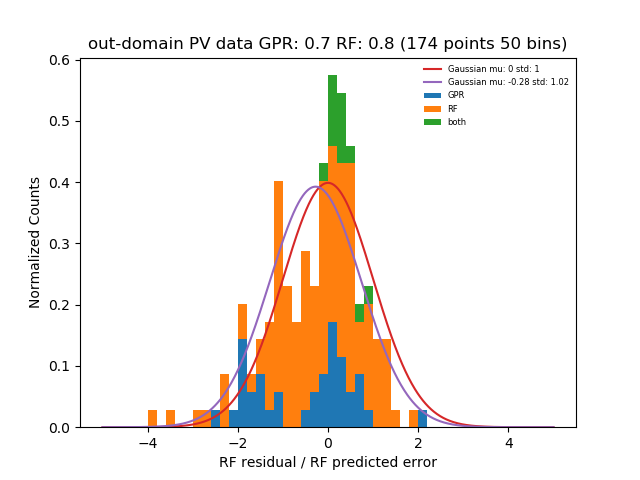 out-domain PV data GPR: 0.7 RF: 0.8 (174 points 50 bins)
Gaussian mu: 0 std: 1
Gaussian mu: -0.28 std: 1.02
GPR
RF
both
Normalized Counts
0.6
0.5
0.4
0.3
0.2
0.1
0.0
−4 −2 0 2 4
RF residual / RF predicted error